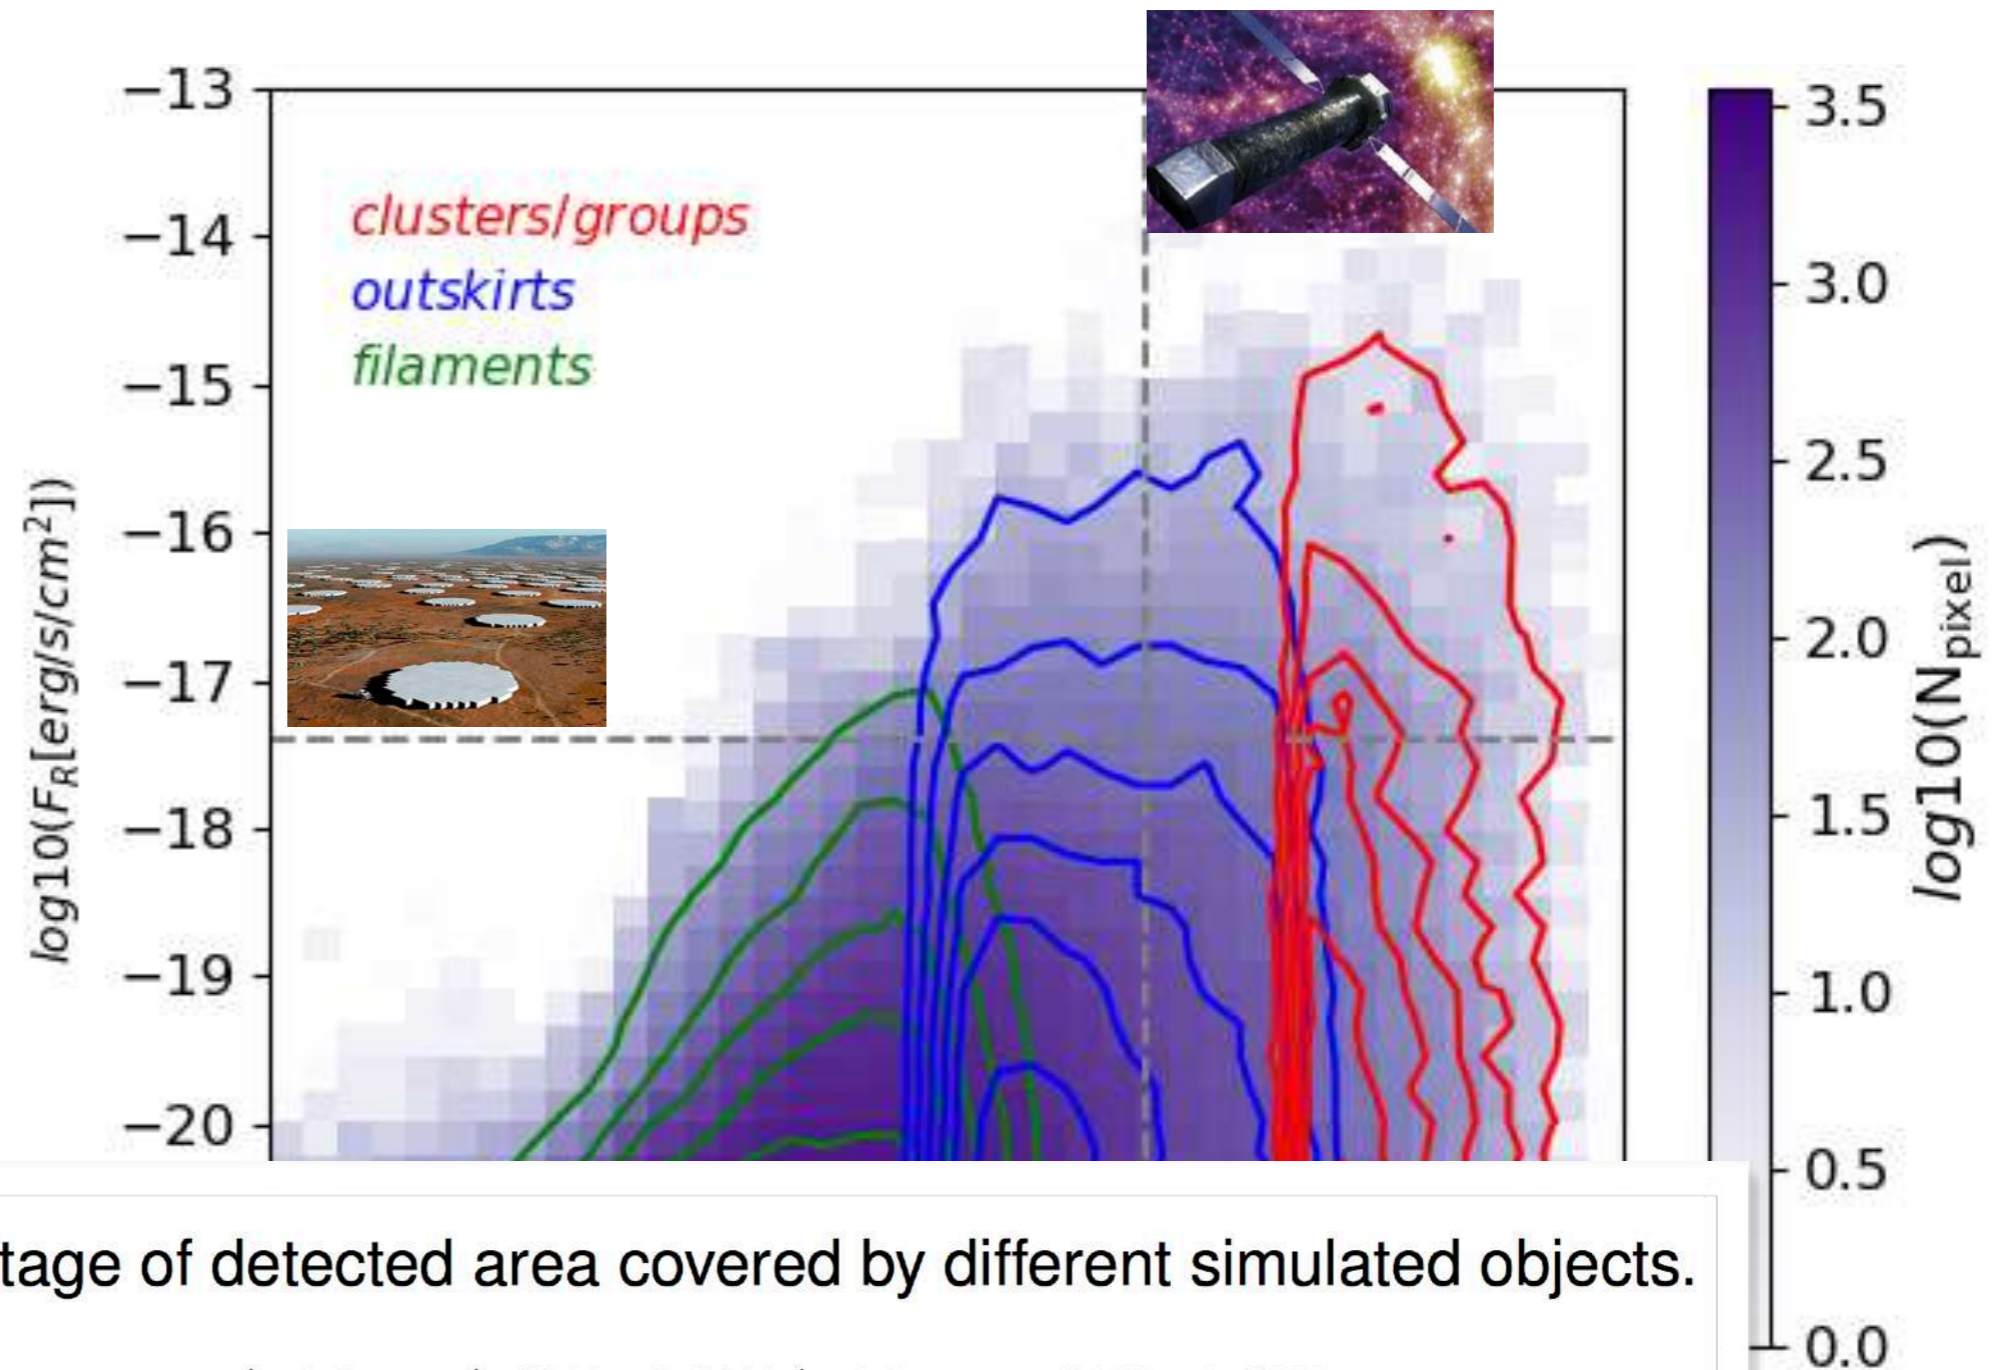 −13
−14
−15
−16
−17
−18
−19
−20
log10(F_R[erg/s/cm²])
clusters/groups
outskirts
filaments
3.5
3.0
2.5
2.0
1.5
1.0
0.5
0.0
log10(N_pixel)
tage of detected area covered by different simulated objects.